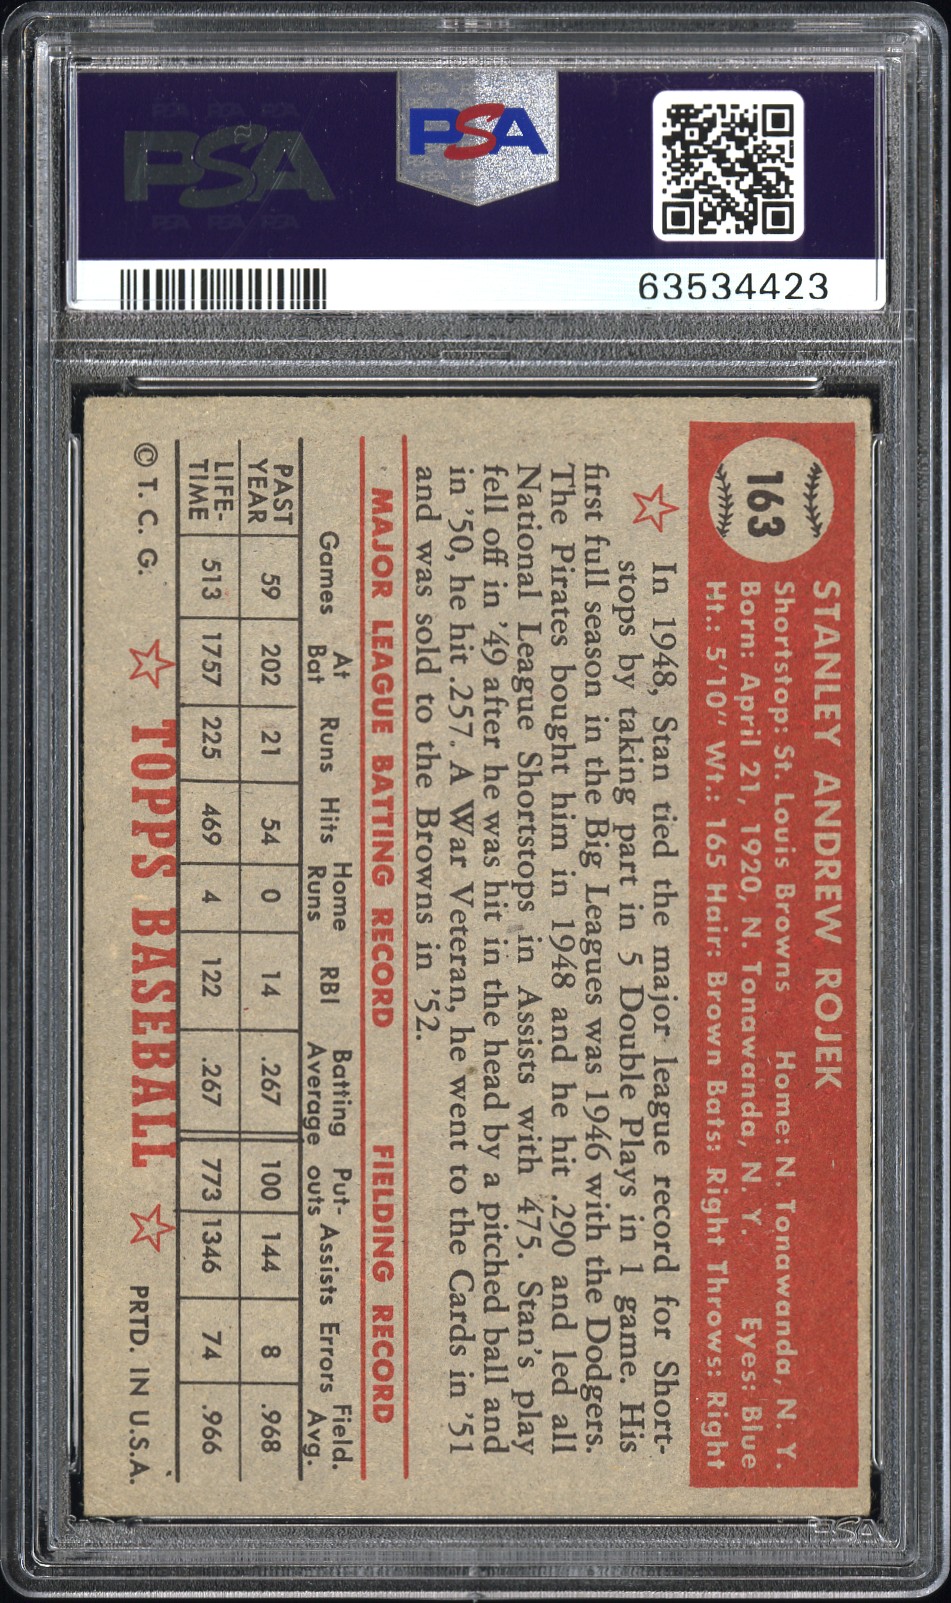 PSA
PSA
63534423
163
STANLEY ANDREW ROJEK
Shortstop: St. Louis Browns Home: N. Tonawanda, N. Y.
Born: April 21, 1920, N. Tonawanda, N. Y. Eyes: Blue
Ht.: 5'10" Wt.: 165 Hair: Brown Bats: Right Throws: Right
In 1948, Stan tied the major league record for Short-
stops by taking part in 5 Double Plays in 1 game. His
first full season in the Big Leagues was 1946 with the Dodgers.
The Pirates bought him in 1948 and he hit .290 and led all
National League Shortstops in Assists with 475. Stan's play
fell off in '49 after he was hit in the head by a pitched ball and
in '50, he hit .257. A War Veteran, he went to the Cards in '51
and was sold to the Browns in '52.
MAJOR LEAGUE BATTING RECORD FIELDING RECORD
Games At Bat Runs Hits Home Runs RBI Batting Average Put-outs Assists Errors Field. Avg.
PAST YEAR 59 202 21 54 0 14 .267 100 144 8 .968
LIFE-TIME 513 1757 225 469 4 122 .267 773 1346 74 .966
© T. C. G. TOPPS BASEBALL PRTD. IN U.S.A.
PSA